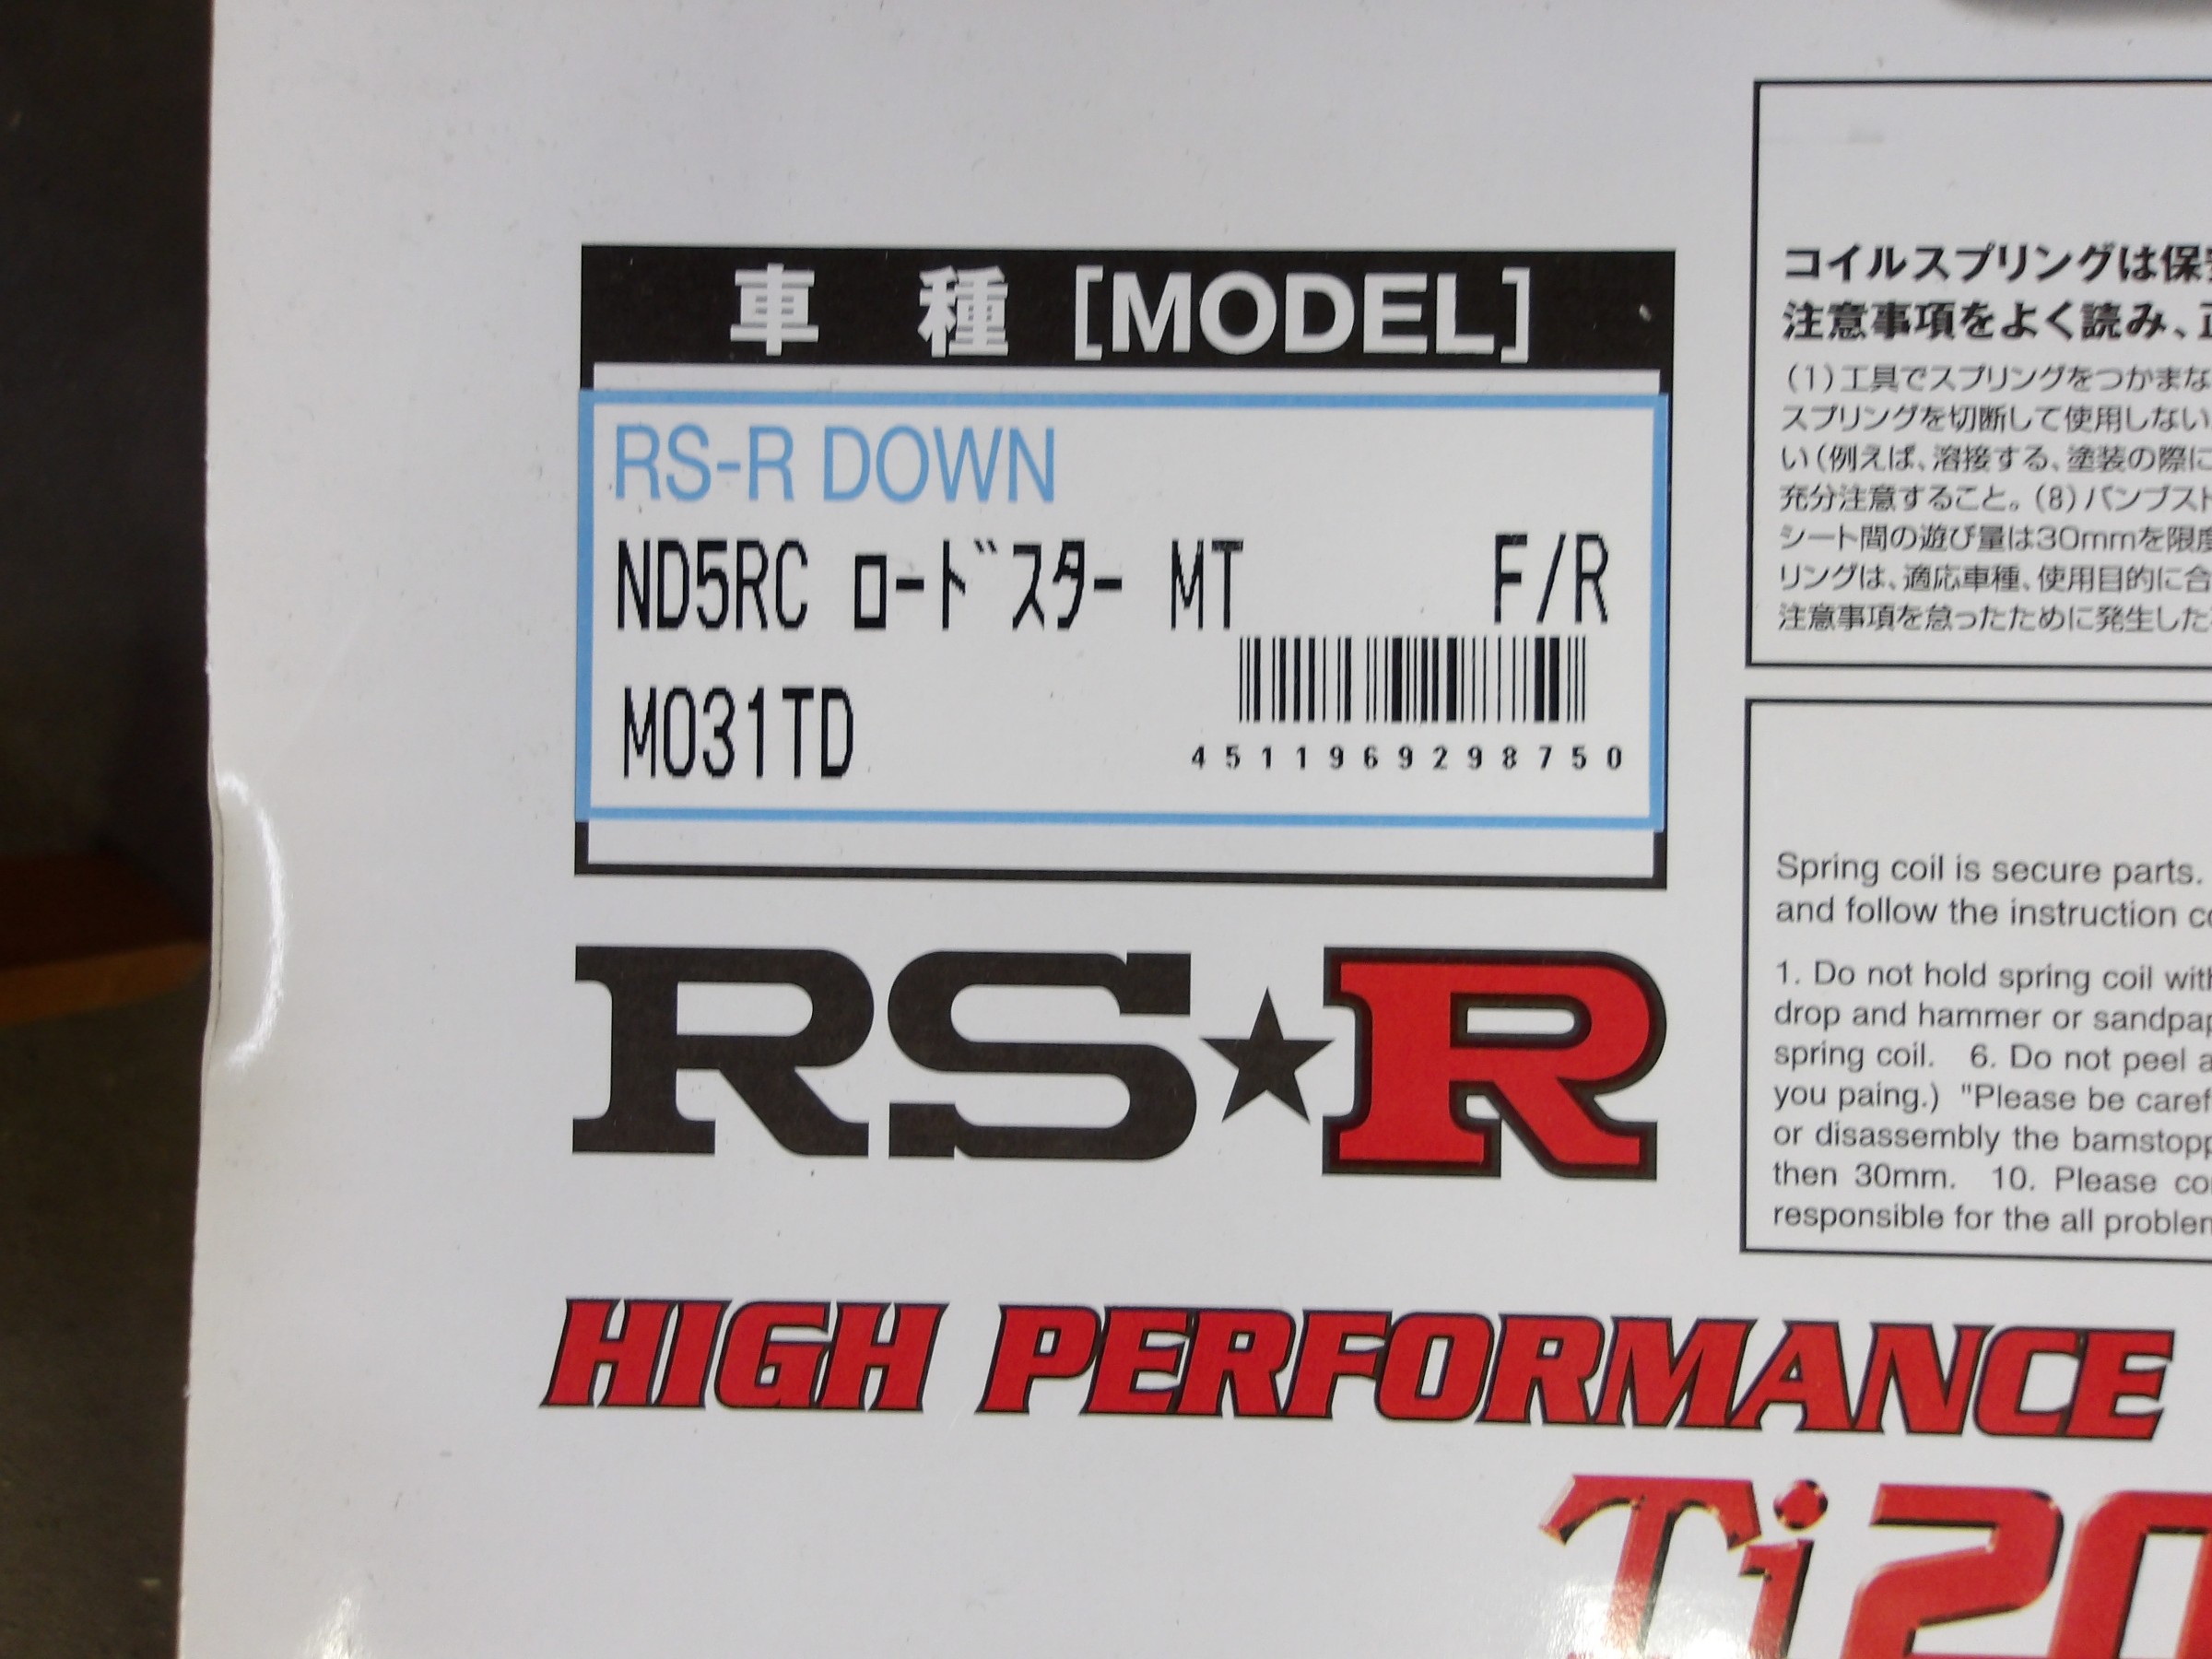 車 種 [MODEL]
RS-R DOWN
ND5RC ロードスター MT F/R
M031TD
4511969298750
RS★R
HIGH PERFORMANCE
Ti20
コイルスプリングは保
注意事項をよく読み、
(1)工具でスプリングをつかまな
スプリングを切断して使用しない
い(例えば、溶接する、塗装の際に
充分注意すること。(8)バンプスト
シート間の遊び量は30mmを限度
リングは、適応車種、使用目的に合
注意事項を怠ったために発生した
Spring coil is secure parts.
and follow the instruction
1. Do not hold spring coil with
drop and hammer or sandpap
spring coil. 6. Do not peel a
you paing.) "Please be caref
or disassembly the bamstopp
then 30mm. 10. Please co
responsible for the all problem